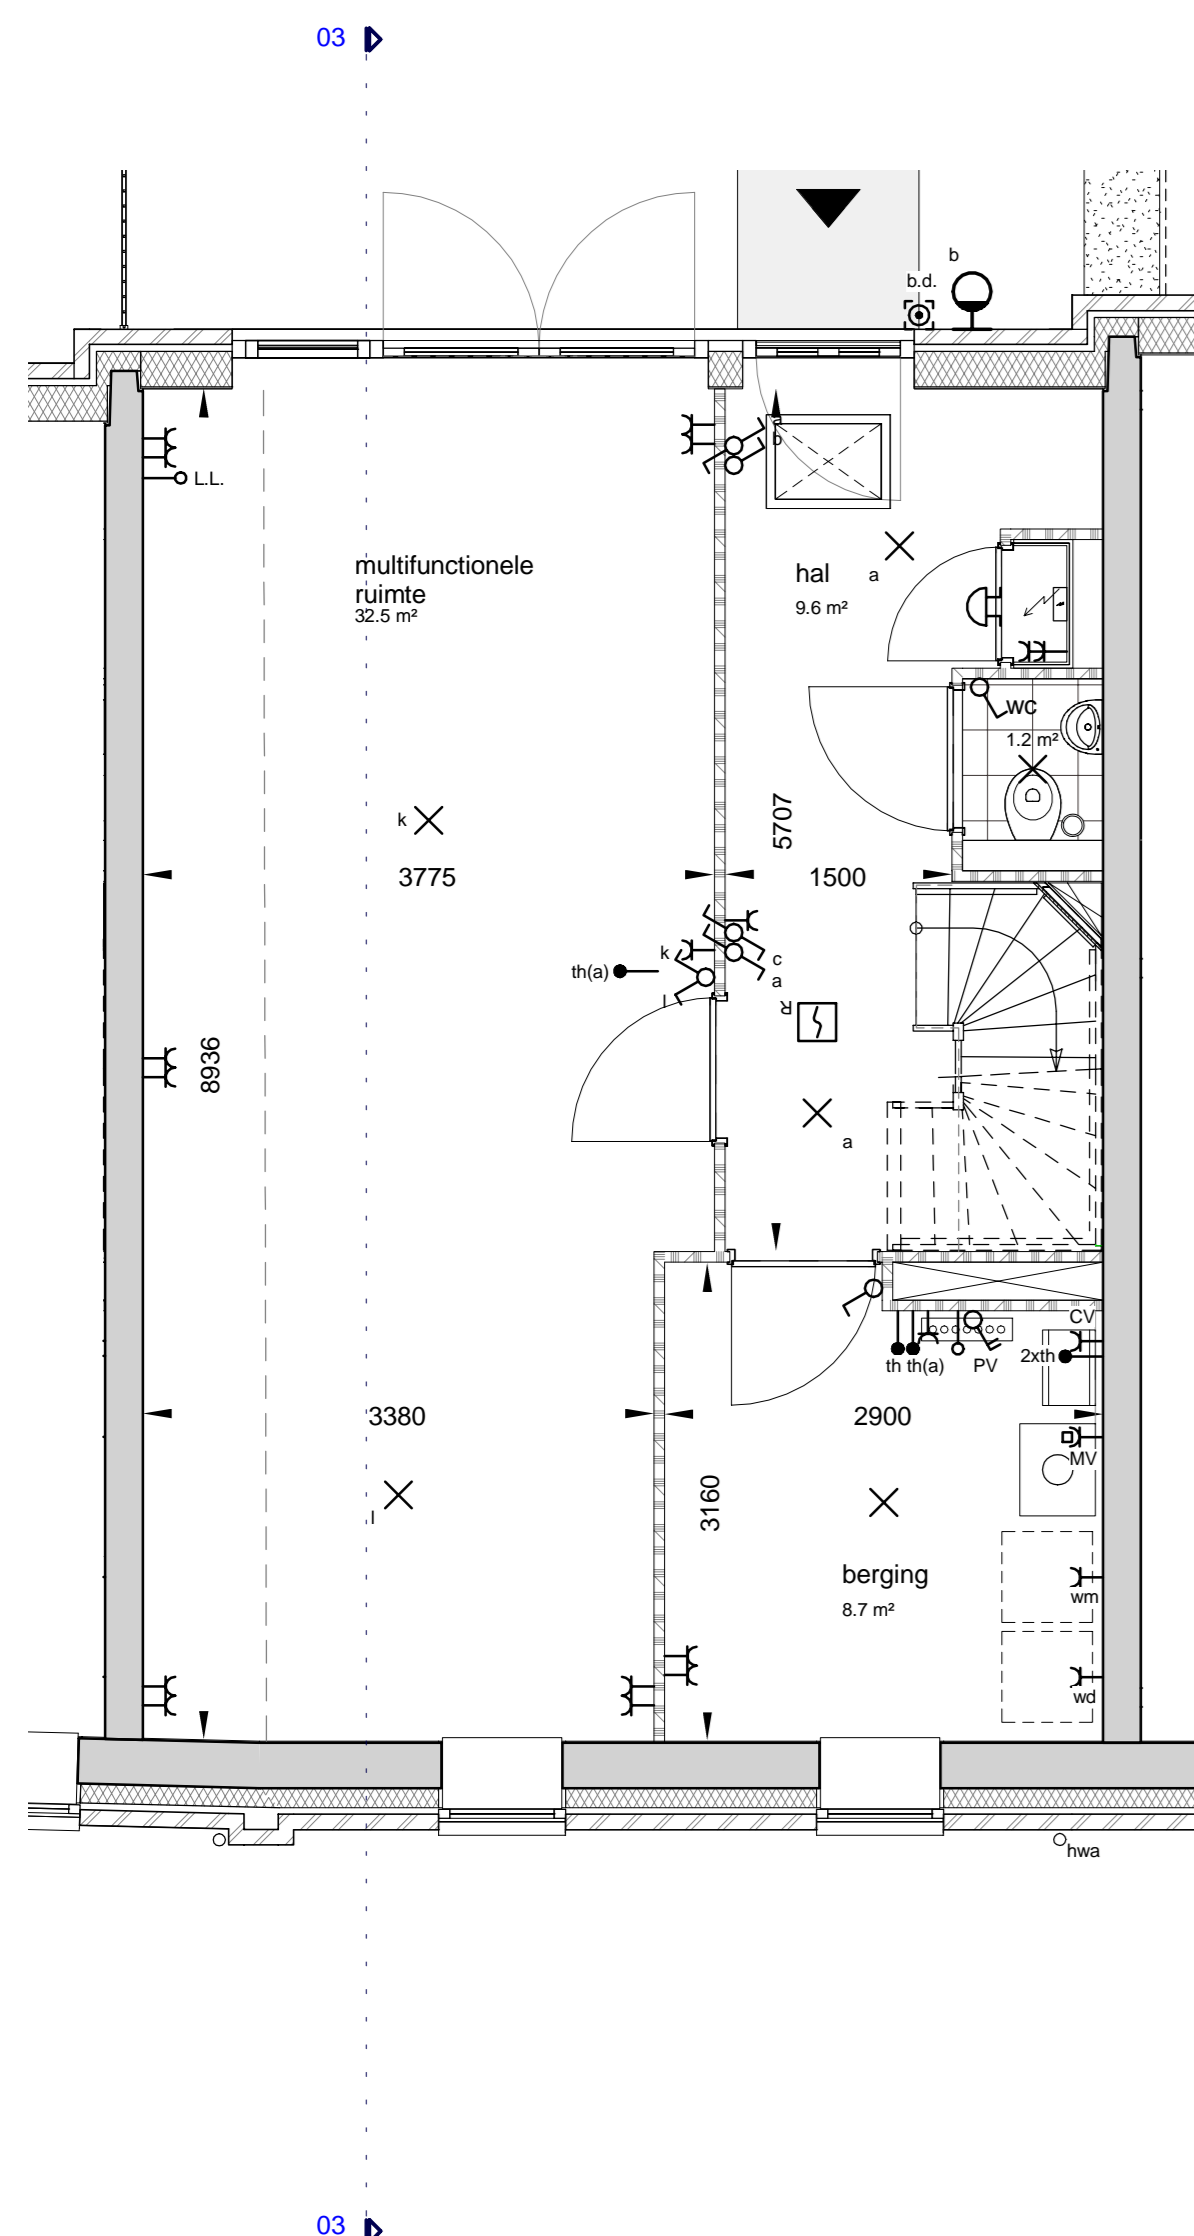 03
b
b.d.
a
b
L.L.
multifunctionele
ruimte
32.5 m²
hal
a
9.6 m²
wc
1.2 m²
k
3775
5707
1500
k
c
a
th(a)
l
R
8936
a
CV
2xth
th th(a)
PV
3380
2900
MV
3160
l
berging
8.7 m²
wm
wd
hwa
03